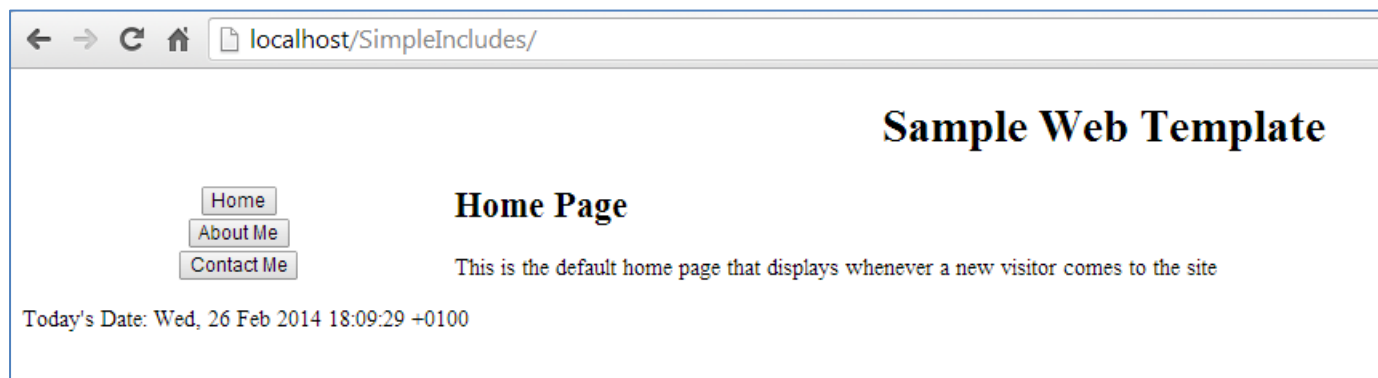 localhost/SimpleIncludes/
Sample Web Template
Home
About Me
Contact Me
Home Page
This is the default home page that displays whenever a new visitor comes to the site
Today's Date: Wed, 26 Feb 2014 18:09:29 +0100